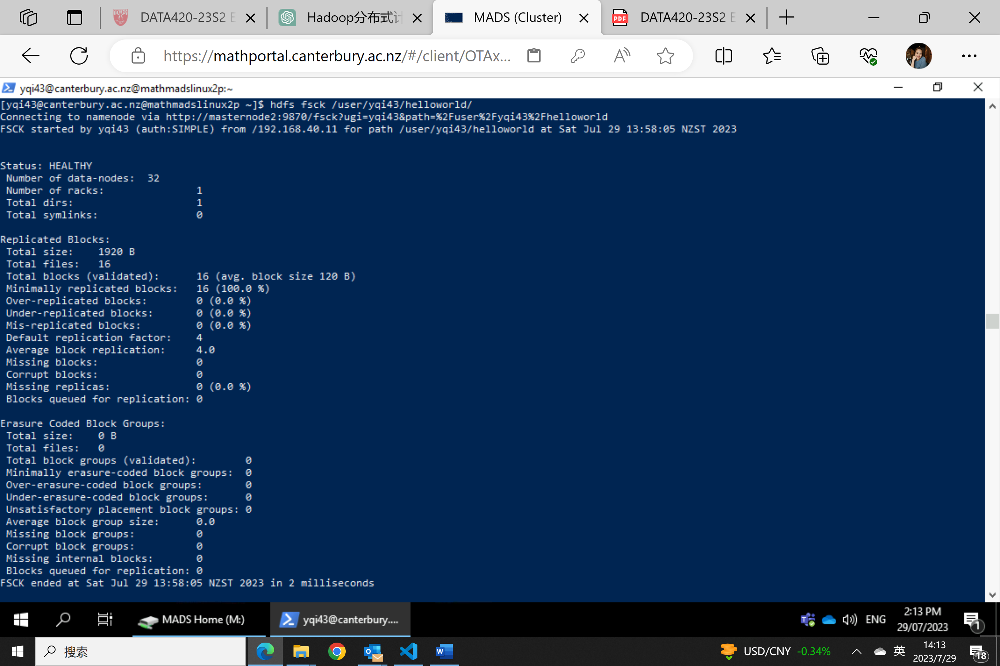 DATA420-23S2 E
Hadoop分布式计
MADS (Cluster)
PDF
DATA420-23S2 E
https://mathportal.canterbury.ac.nz/#/client/OTAx...
yqi43@canterbury.ac.nz@mathmadslinux2p:~
[yqi43@canterbury.ac.nz@mathmadslinux2p ~]$ hdfs fsck /user/yqi43/helloworld/
Connecting to namenode via http://masternode2:9870/fsck?ugi=yqi43&path=%2Fuser%2Fyqi43%2Fhelloworld
FSCK started by yqi43 (auth:SIMPLE) from /192.168.40.11 for path /user/yqi43/helloworld at Sat Jul 29 13:58:05 NZST 2023
Status: HEALTHY
Number of data-nodes: 32
Number of racks: 1
Total dirs: 1
Total symlinks: 0
Replicated Blocks:
Total size: 1920 B
Total files: 16
Total blocks (validated): 16 (avg. block size 120 B)
Minimally replicated blocks: 16 (100.0 %)
Over-replicated blocks: 0 (0.0 %)
Under-replicated blocks: 0 (0.0 %)
Mis-replicated blocks: 0 (0.0 %)
Default replication factor: 4
Average block replication: 4.0
Missing blocks: 0
Corrupt blocks: 0
Missing replicas: 0 (0.0 %)
Blocks queued for replication: 0
Erasure Coded Block Groups:
Total size: 0 B
Total files: 0
Total block groups (validated): 0
Minimally erasure-coded block groups: 0
Over-erasure-coded block groups: 0
Under-erasure-coded block groups: 0
Unsatisfactory placement block groups: 0
Average block group size: 0.0
Missing block groups: 0
Corrupt block groups: 0
Missing internal blocks: 0
Blocks queued for replication: 0
FSCK ended at Sat Jul 29 13:58:05 NZST 2023 in 2 milliseconds
MADS Home (M:)
yqi43@canterbury....
ENG
2:13 PM
29/07/2023
1
搜索
USD/CNY -0.34%
英
14:13
2023/7/29
18